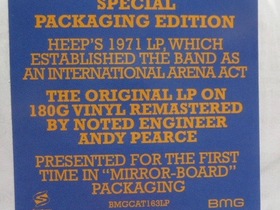 SPECIAL
PACKAGING EDITION
HEEP'S 1971 LP, WHICH
ESTABLISHED THE BAND AS
AN INTERNATIONAL ARENA ACT
THE ORIGINAL LP ON
180G VINYL REMASTERED
BY NOTED ENGINEER
ANDY PEARCE
PRESENTED FOR THE FIRST
TIME IN “MIRROR-BOARD”
PACKAGING
BMGCAT163LP
BMG